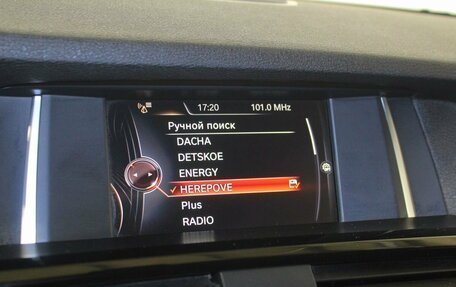 17:20 101.0 MHz
Ручной поиск
DACHA
DETSKOE
ENERGY
HEREPOVE
Plus
RADIO